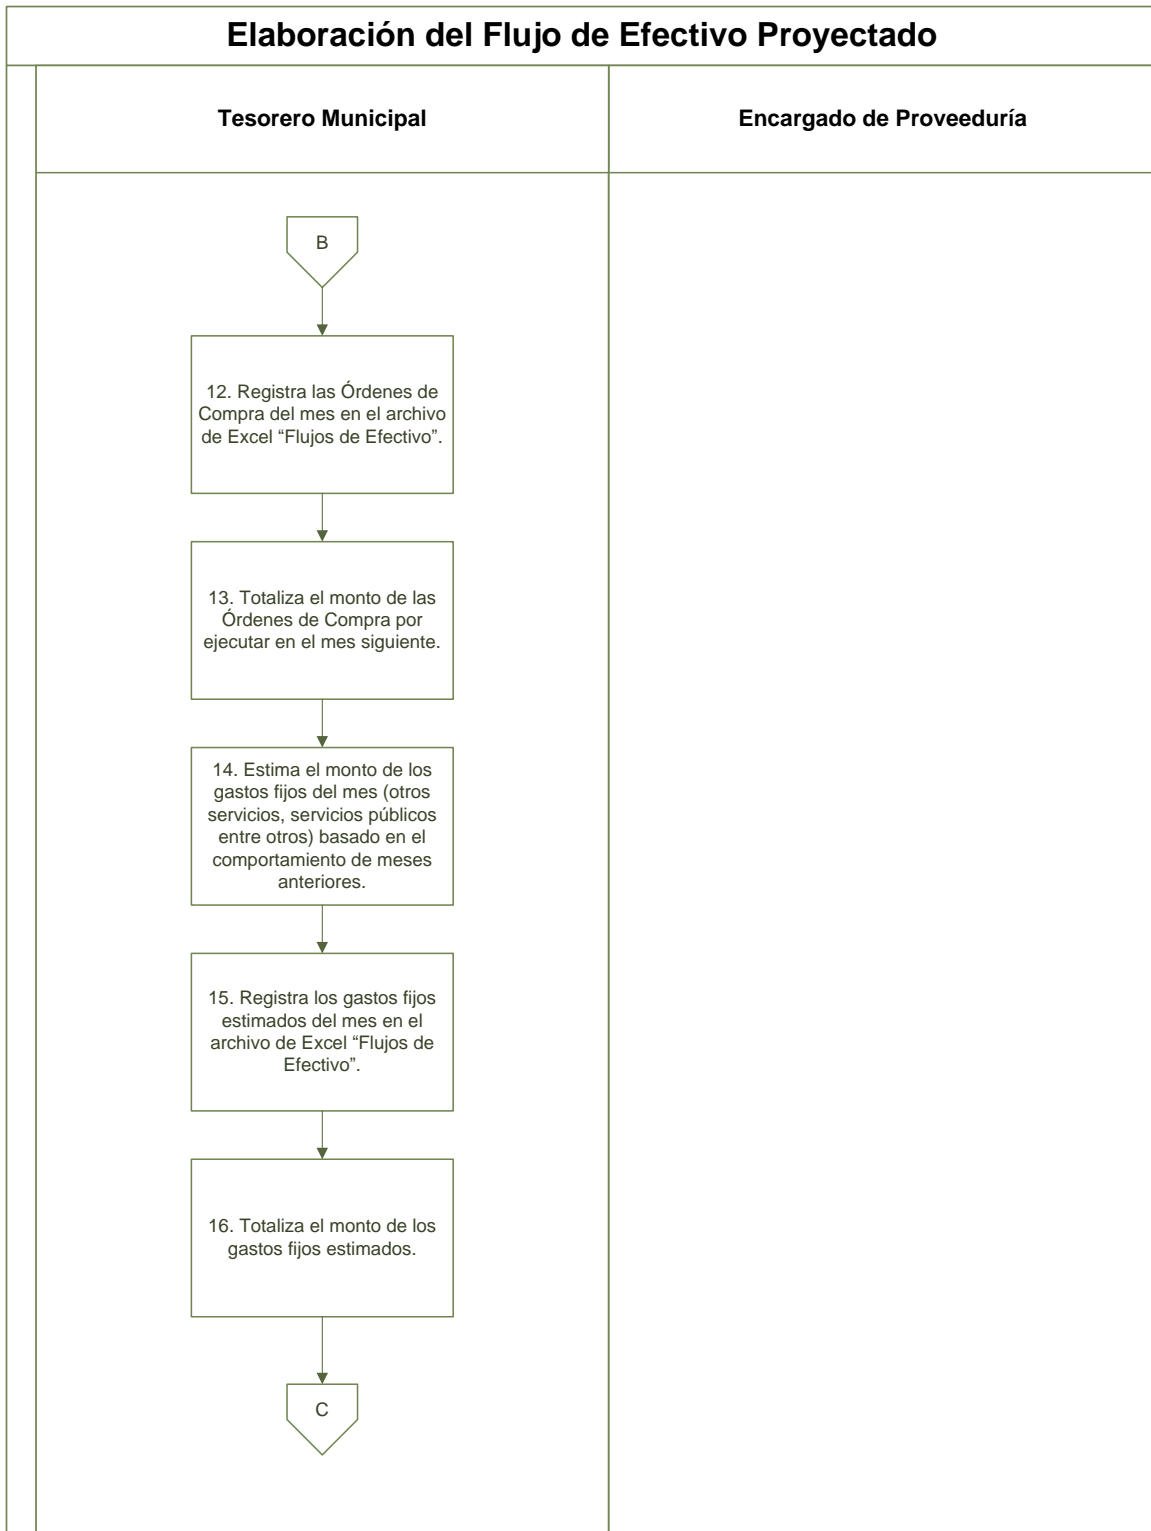 Elaboración del Flujo de Efectivo Proyectado
Tesorero Municipal
Encargado de Proveeduría
B
12. Registra las Órdenes de
Compra del mes en el archivo
de Excel “Flujos de Efectivo”.
13. Totaliza el monto de las
Órdenes de Compra por
ejecutar en el mes siguiente.
14. Estima el monto de los
gastos fijos del mes (otros
servicios, servicios públicos
entre otros) basado en el
comportamiento de meses
anteriores.
15. Registra los gastos fijos
estimados del mes en el
archivo de Excel “Flujos de
Efectivo”.
16. Totaliza el monto de los
gastos fijos estimados.
C